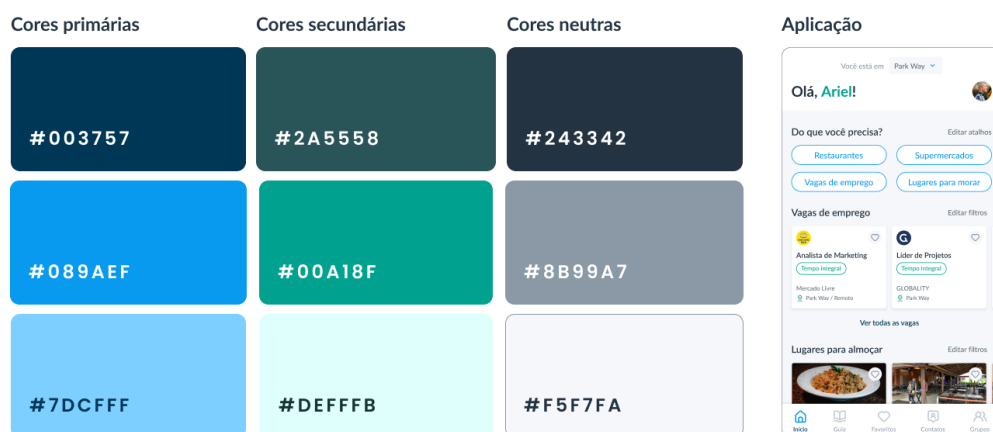 Cores primárias
Cores secundárias
Cores neutras
Aplicação
#003757
#2A5558
#243342
#089AEF
#00A18F
#8B99A7
#7DCFFF
#DEFFFB
#F5F7FA
Você está em Park Way
Olá, Ariel!
Do que você precisa? Editar atalhos
Restaurantes Supermercados
Vagas de emprego Lugares para morar
Vagas de emprego Editar filtros
G
Analista de Marketing Líder de Projetos
Tempo integral Tempo integral
Mercado Livre GLOBALITY
Park Way / Remoto Park Way
Ver todas as vagas
Lugares para almoçar Editar filtros
Início Guia Favoritos Contatos Grupos